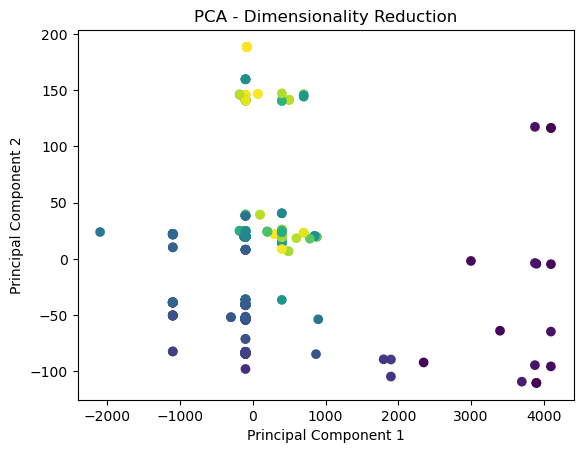 PCA - Dimensionality Reduction
Principal Component 2
200
150
100
50
0
−50
−100
−2000 −1000 0 1000 2000 3000 4000
Principal Component 1